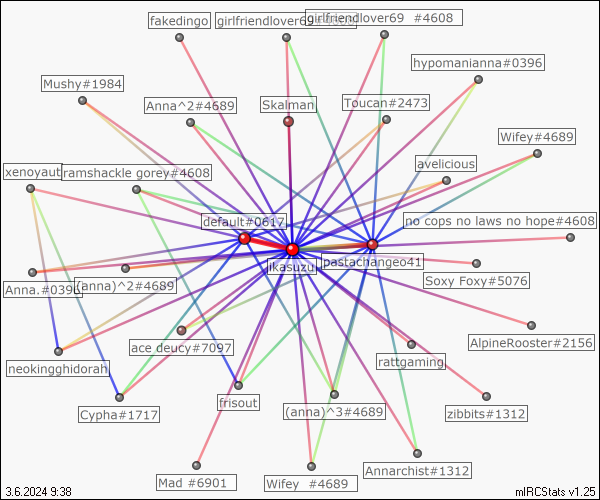 fakedingo
girlfriendlover69
girlfriendlover69 #4608
hypomanianna#0396
Mushy#1984
Anna^2#4689
Skalman
Toucan#2473
Wifey#4689
avelicious
xenoyaut
ramshackle gorey#4608
default#0617
no cops no laws no hope#4608
ikasuzu
pastachangeo41
Anna.#0396
(anna)^2#4689
Soxy Foxy#5076
ace deucy#7097
rattgaming
AlpineRooster#2156
neokingghidorah
Cypha#1717
frisout
(anna)^3#4689
zibbits#1312
Annarchist#1312
Mad #6901
Wifey #4689
3.6.2024 9:38
mIRCStats v1.25